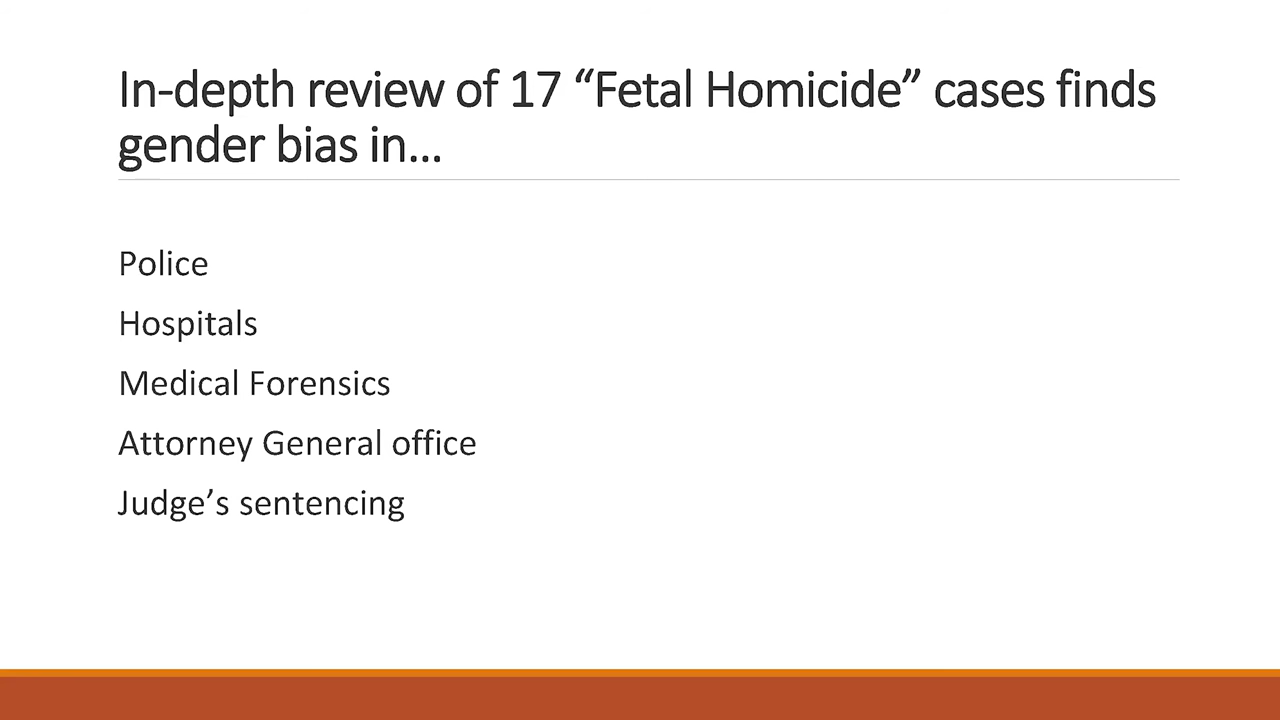 In-depth review of 17 “Fetal Homicide” cases finds
gender bias in…
Police
Hospitals
Medical Forensics
Attorney General office
Judge’s sentencing